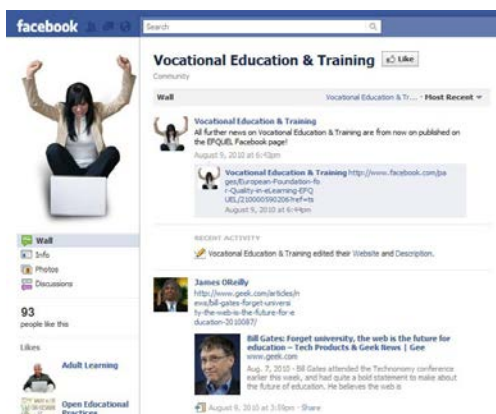 facebook
Search
Vocational Education & Training
Like
Community
Wall
Vocational Education & Tr... · Most Recent
Vocational Education & Training
All further news on Vocational Education & Training are from now on published on
the EFQUEL Facebook page!
August 9, 2010 at 6:43pm
Vocational Education & Training http://www.facebook.com/pa
ges/European-Foundation-fo
r-Quality-in-eLearning-EFQ
UEL/210000590206?ref=ts
August 9, 2010 at 6:44pm
RECENT ACTIVITY
Vocational Education & Training edited their Website and Description.
Wall
Info
Photos
Discussions
93
people like this
Likes
Adult Learning
Open Educational
Practices
James OReilly
http://www.geek.com/articles/n
ews/bill-gates-forget-universi
ty-the-web-is-the-future-for-e
ducation-2010087/
Bill Gates: Forget university, the web is the future for
education – Tech Products & Geek News | Gee
www.geek.com
Aug. 7, 2010 - Bill Gates attended the Technonomy conference
earlier this week, and had quite a bold statement to make about
the future of education. He believes the web is
August 9, 2010 at 3:59pm · Share